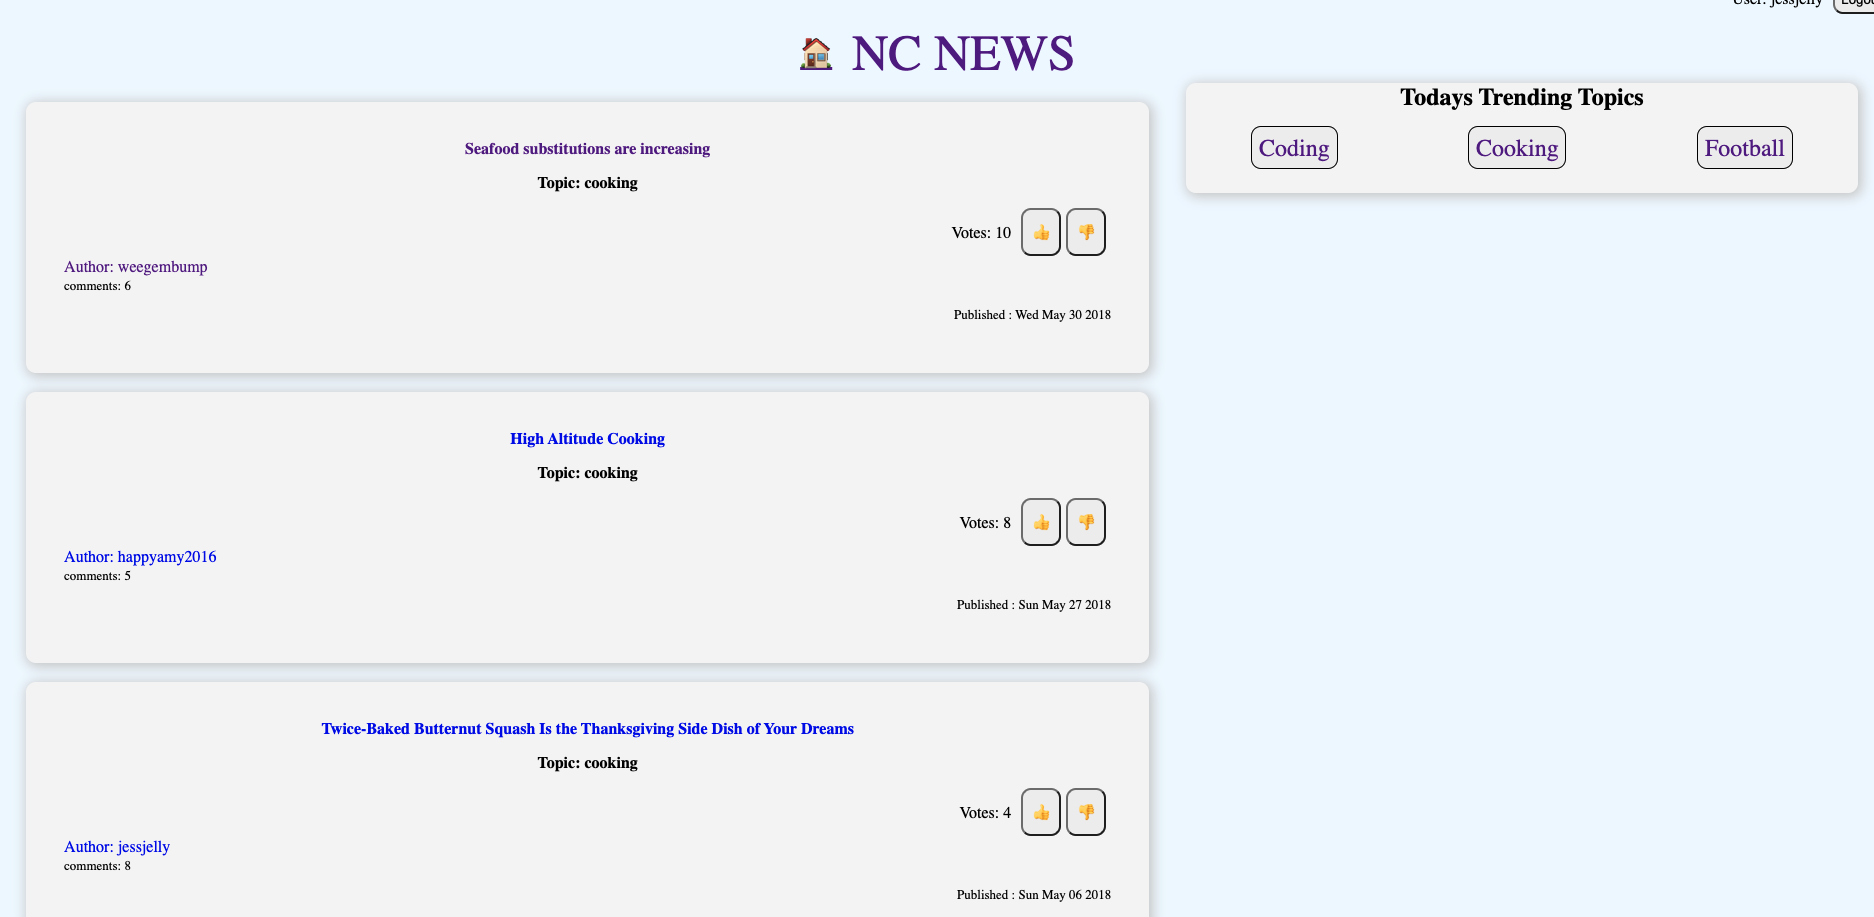 User: jessjelly Logou
NC NEWS
Seafood substitutions are increasing
Topic: cooking
Votes: 10
Author: weegembump
comments: 6
Published : Wed May 30 2018
High Altitude Cooking
Topic: cooking
Votes: 8
Author: happyamy2016
comments: 5
Published : Sun May 27 2018
Twice-Baked Butternut Squash Is the Thanksgiving Side Dish of Your Dreams
Topic: cooking
Votes: 4
Author: jessjelly
comments: 8
Published : Sun May 06 2018
Todays Trending Topics
Coding
Cooking
Football